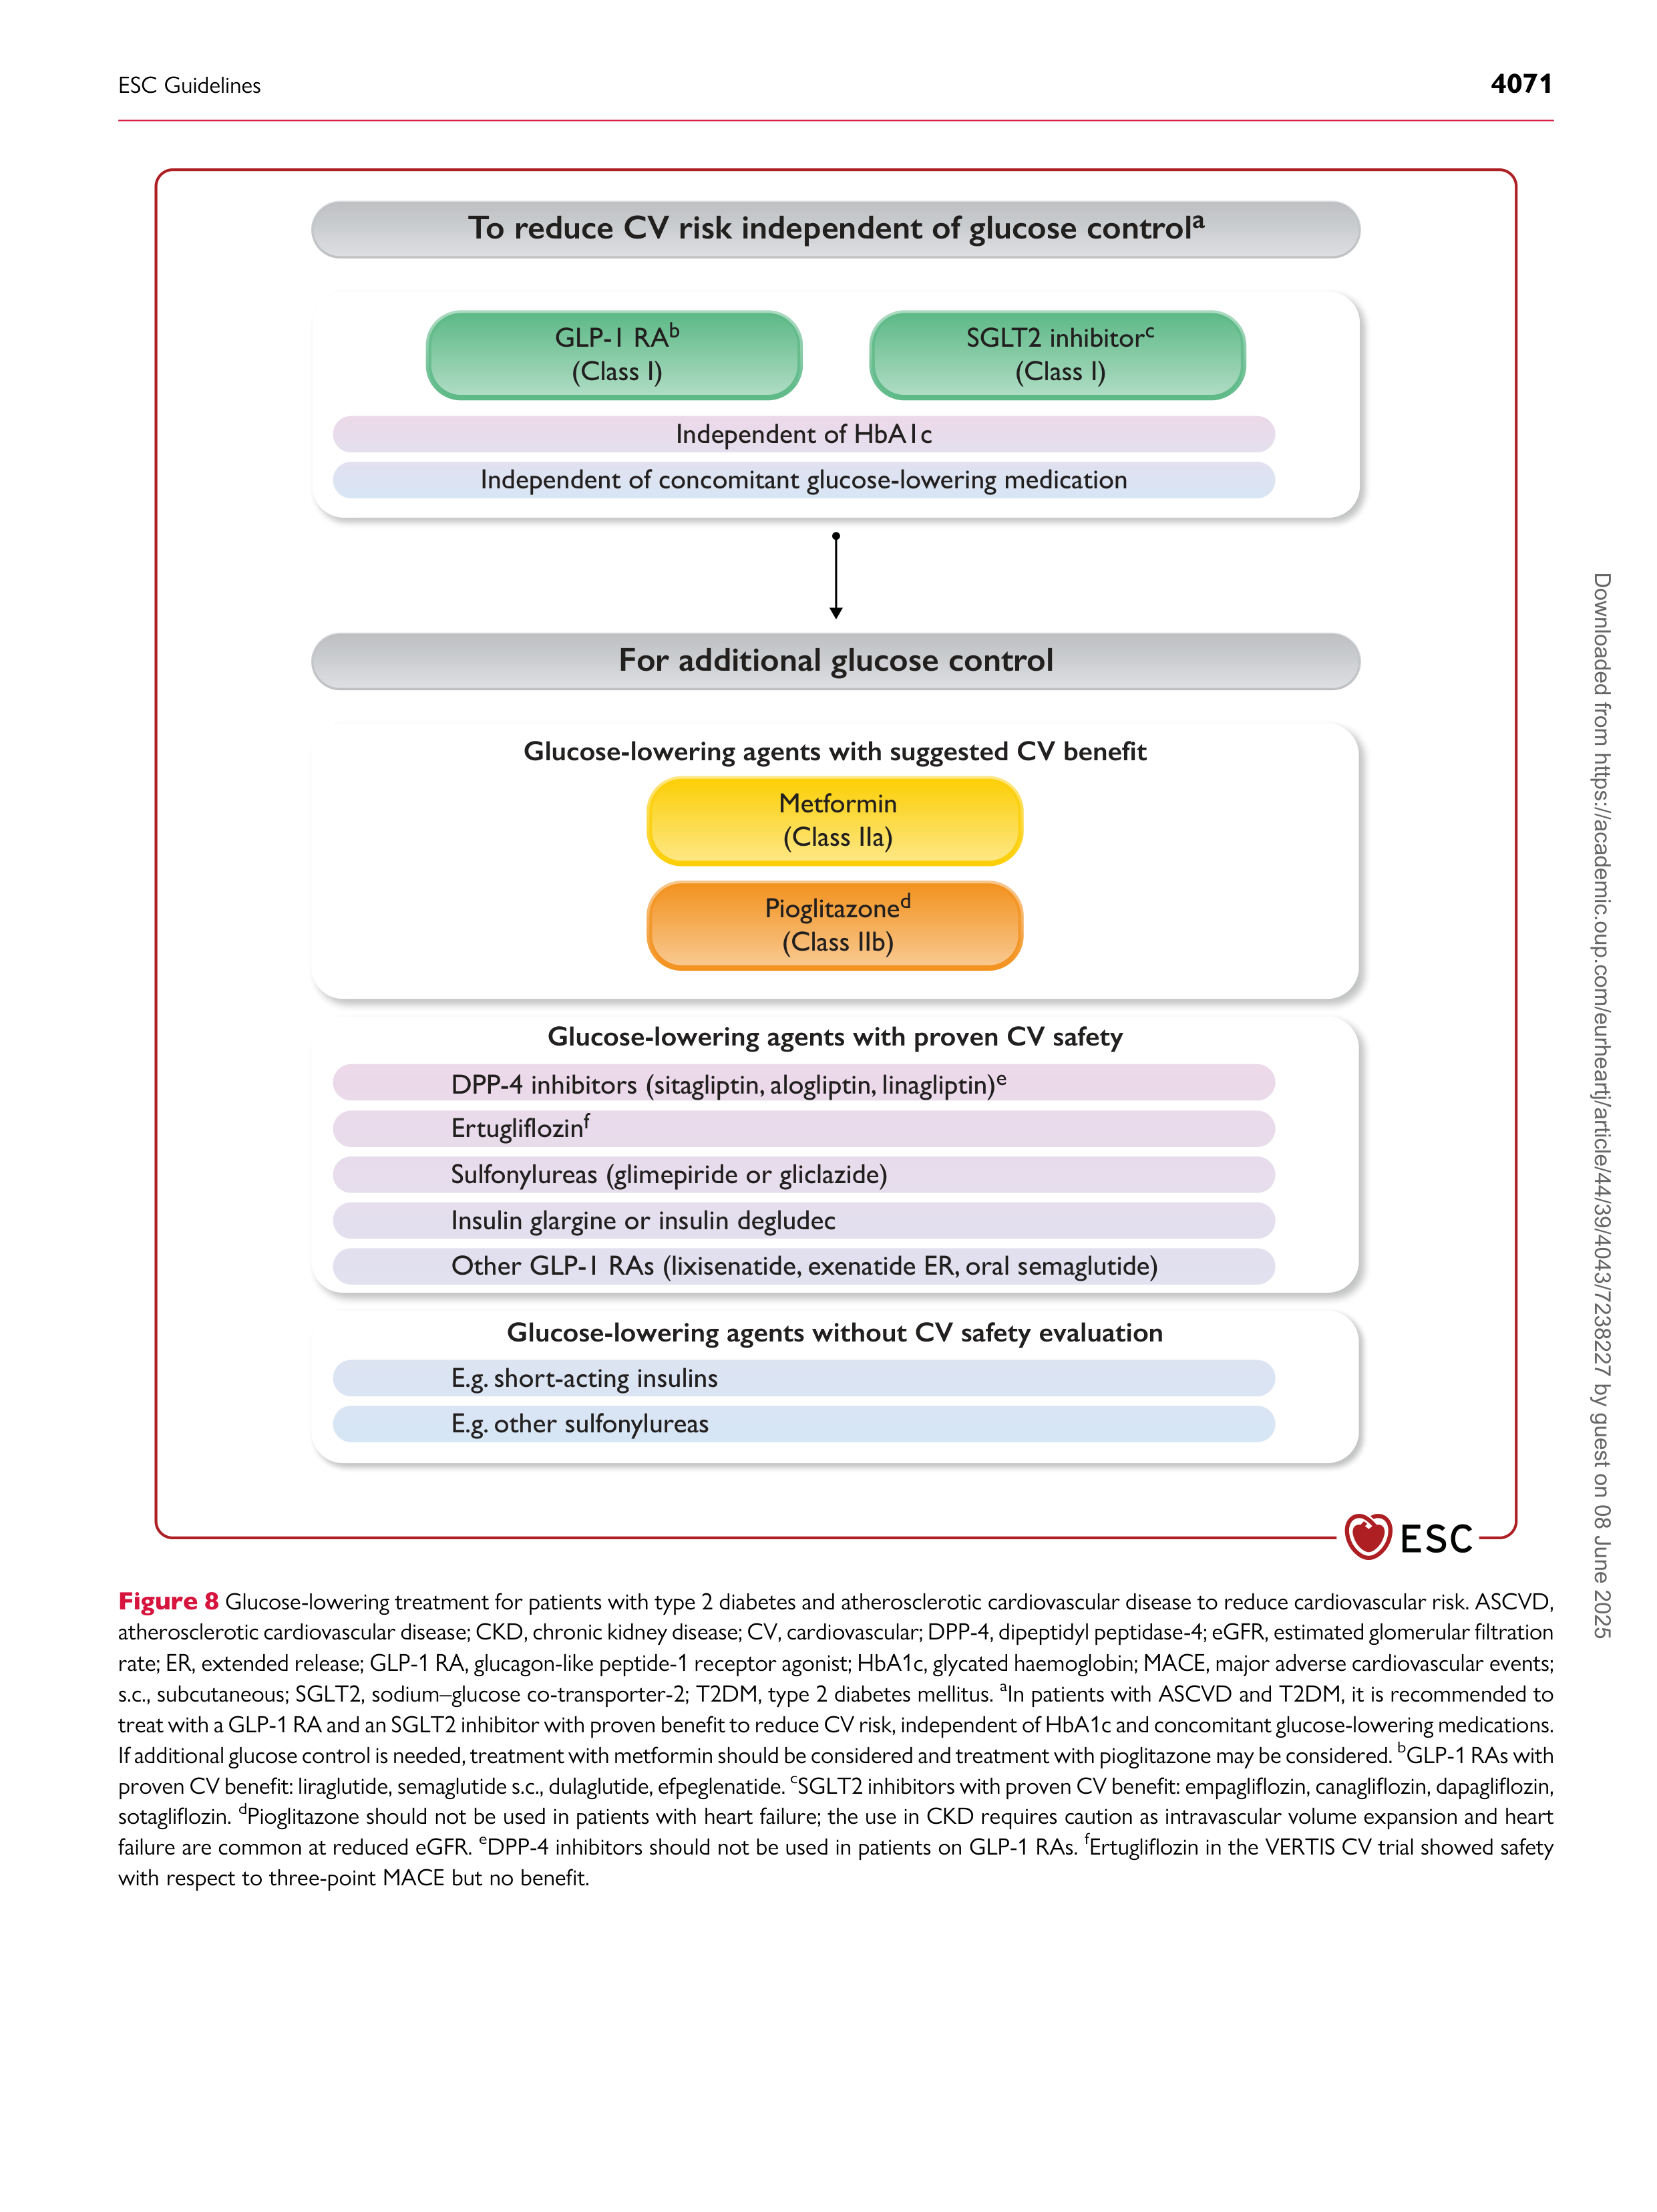 ESC Guidelines
4071
To reduce CV risk independent of glucose controlᵃ
GLP-1 RAᵇ
(Class I)
SGLT2 inhibitorᶜ
(Class I)
Independent of HbA1c
Independent of concomitant glucose-lowering medication
For additional glucose control
Glucose-lowering agents with suggested CV benefit
Metformin
(Class IIa)
Pioglitazoneᵈ
(Class IIb)
Glucose-lowering agents with proven CV safety
DPP-4 inhibitors (sitagliptin, alogliptin, linagliptin)ᵉ
Ertugliflozinᶠ
Sulfonylureas (glimepiride or gliclazide)
Insulin glargine or insulin degludec
Other GLP-1 RAs (lixisenatide, exenatide ER, oral semaglutide)
Glucose-lowering agents without CV safety evaluation
E.g. short-acting insulins
E.g. other sulfonylureas
ESC
Figure 8 Glucose-lowering treatment for patients with type 2 diabetes and atherosclerotic cardiovascular disease to reduce cardiovascular risk. ASCVD,
atherosclerotic cardiovascular disease; CKD, chronic kidney disease; CV, cardiovascular; DPP-4, dipeptidyl peptidase-4; eGFR, estimated glomerular filtration
rate; ER, extended release; GLP-1 RA, glucagon-like peptide-1 receptor agonist; HbA1c, glycated haemoglobin; MACE, major adverse cardiovascular events;
s.c., subcutaneous; SGLT2, sodium–glucose co-transporter-2; T2DM, type 2 diabetes mellitus. ᵃIn patients with ASCVD and T2DM, it is recommended to
treat with a GLP-1 RA and an SGLT2 inhibitor with proven benefit to reduce CV risk, independent of HbA1c and concomitant glucose-lowering medications.
If additional glucose control is needed, treatment with metformin should be considered and treatment with pioglitazone may be considered. ᵇGLP-1 RAs with
proven CV benefit: liraglutide, semaglutide s.c., dulaglutide, efpeglenatide. ᶜSGLT2 inhibitors with proven CV benefit: empagliflozin, canagliflozin, dapagliflozin,
sotagliflozin. ᵈPioglitazone should not be used in patients with heart failure; the use in CKD requires caution as intravascular volume expansion and heart
failure are common at reduced eGFR. ᵉDPP-4 inhibitors should not be used in patients on GLP-1 RAs. ᶠErtugliflozin in the VERTIS CV trial showed safety
with respect to three-point MACE but no benefit.
Downloaded from https://academic.oup.com/eurheartj/article/44/39/4043/7238227 by guest on 08 June 2025